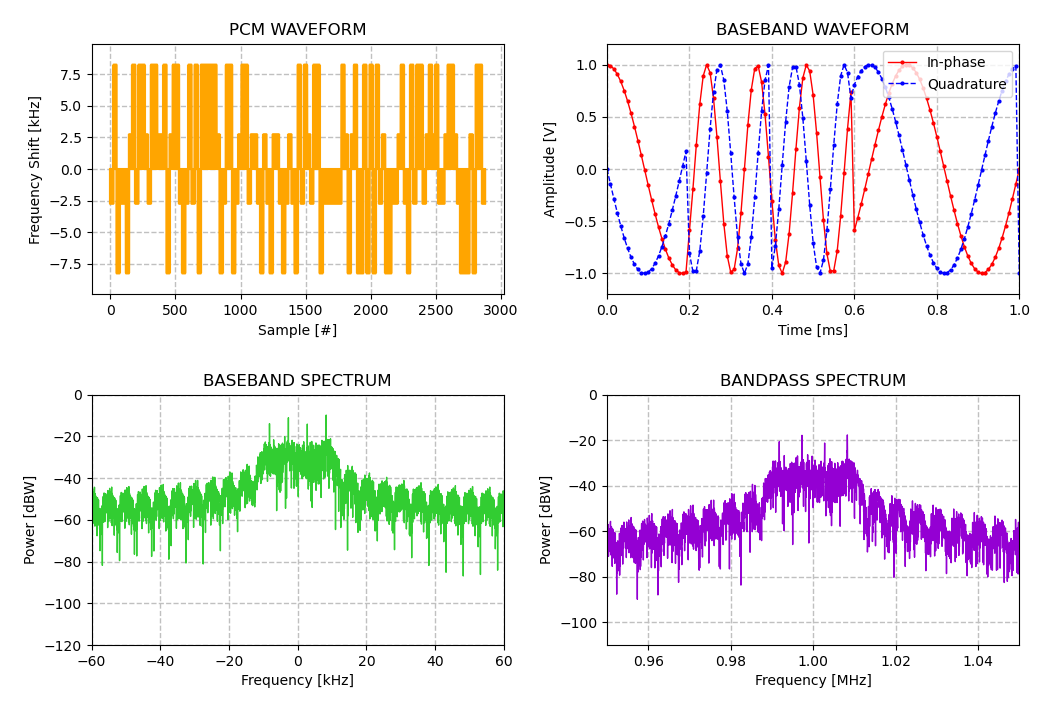 PCM WAVEFORM
Frequency Shift [kHz]
7.5
5.0
2.5
0.0
−2.5
−5.0
−7.5
0 500 1000 1500 2000 2500 3000
Sample [#]
BASEBAND WAVEFORM
Amplitude [V]
1.0
0.5
0.0
−0.5
−1.0
In-phase
Quadrature
0.0 0.2 0.4 0.6 0.8 1.0
Time [ms]
BASEBAND SPECTRUM
Power [dBW]
0
−20
−40
−60
−80
−100
−120
−60 −40 −20 0 20 40 60
Frequency [kHz]
BANDPASS SPECTRUM
Power [dBW]
0
−20
−40
−60
−80
−100
0.96 0.98 1.00 1.02 1.04
Frequency [MHz]